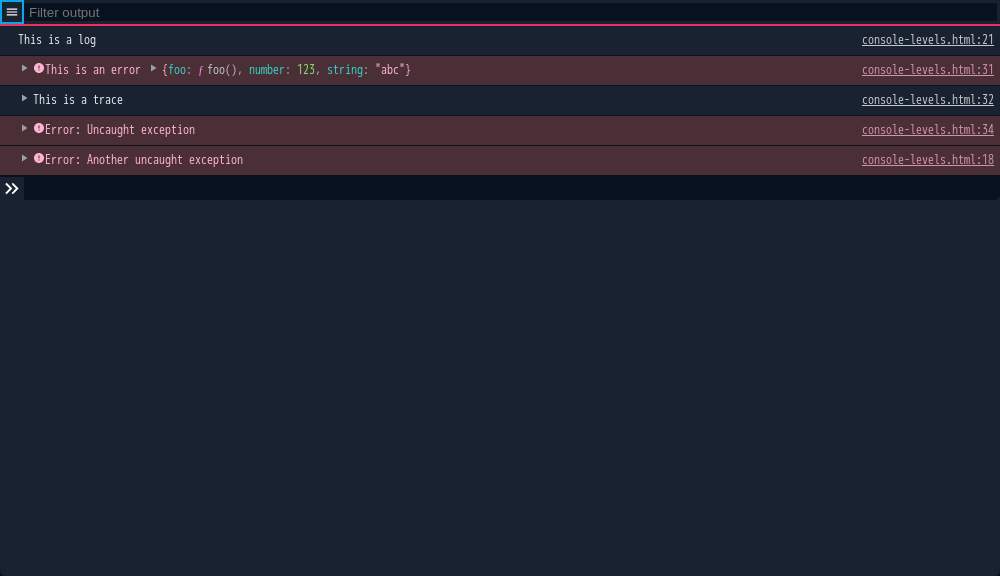 Filter output
This is a log console-levels.html:21
This is an error {foo: ƒ foo(), number: 123, string: "abc"} console-levels.html:31
This is a trace console-levels.html:32
Error: Uncaught exception console-levels.html:34
Error: Another uncaught exception console-levels.html:18